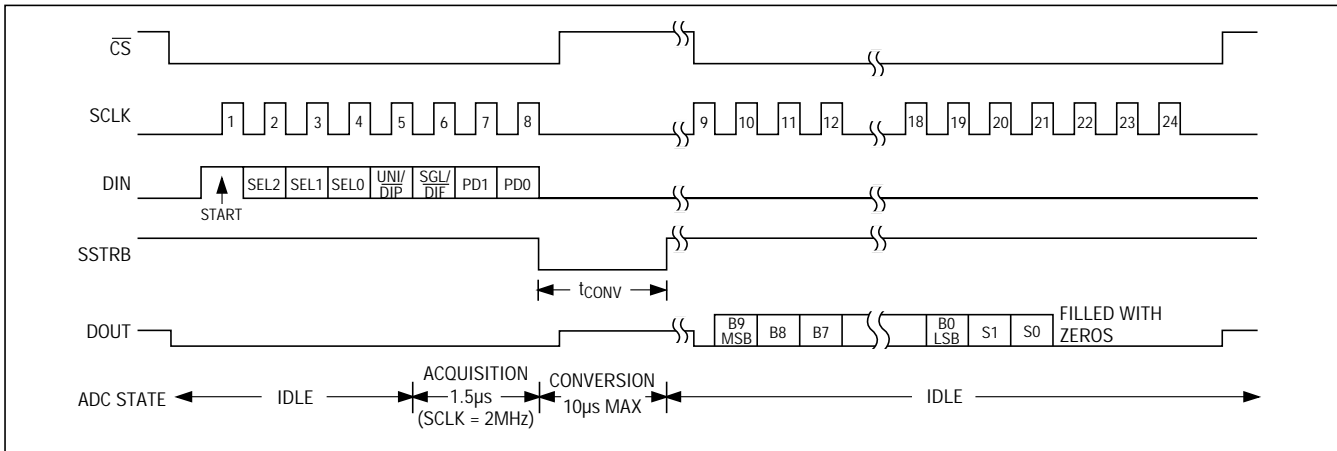 CS
SCLK 1 2 3 4 5 6 7 8 9 10 11 12 18 19 20 21 22 23 24
DIN SEL2 SEL1 SEL0 UNI/ DIP SGL/ DIF PD1 PD0
START
SSTRB
tCONV
DOUT B9 MSB B8 B7 B0 LSB S1 S0 FILLED WITH ZEROS
ADC STATE IDLE ACQUISITION 1.5µs (SCLK = 2MHz) CONVERSION 10µs MAX IDLE